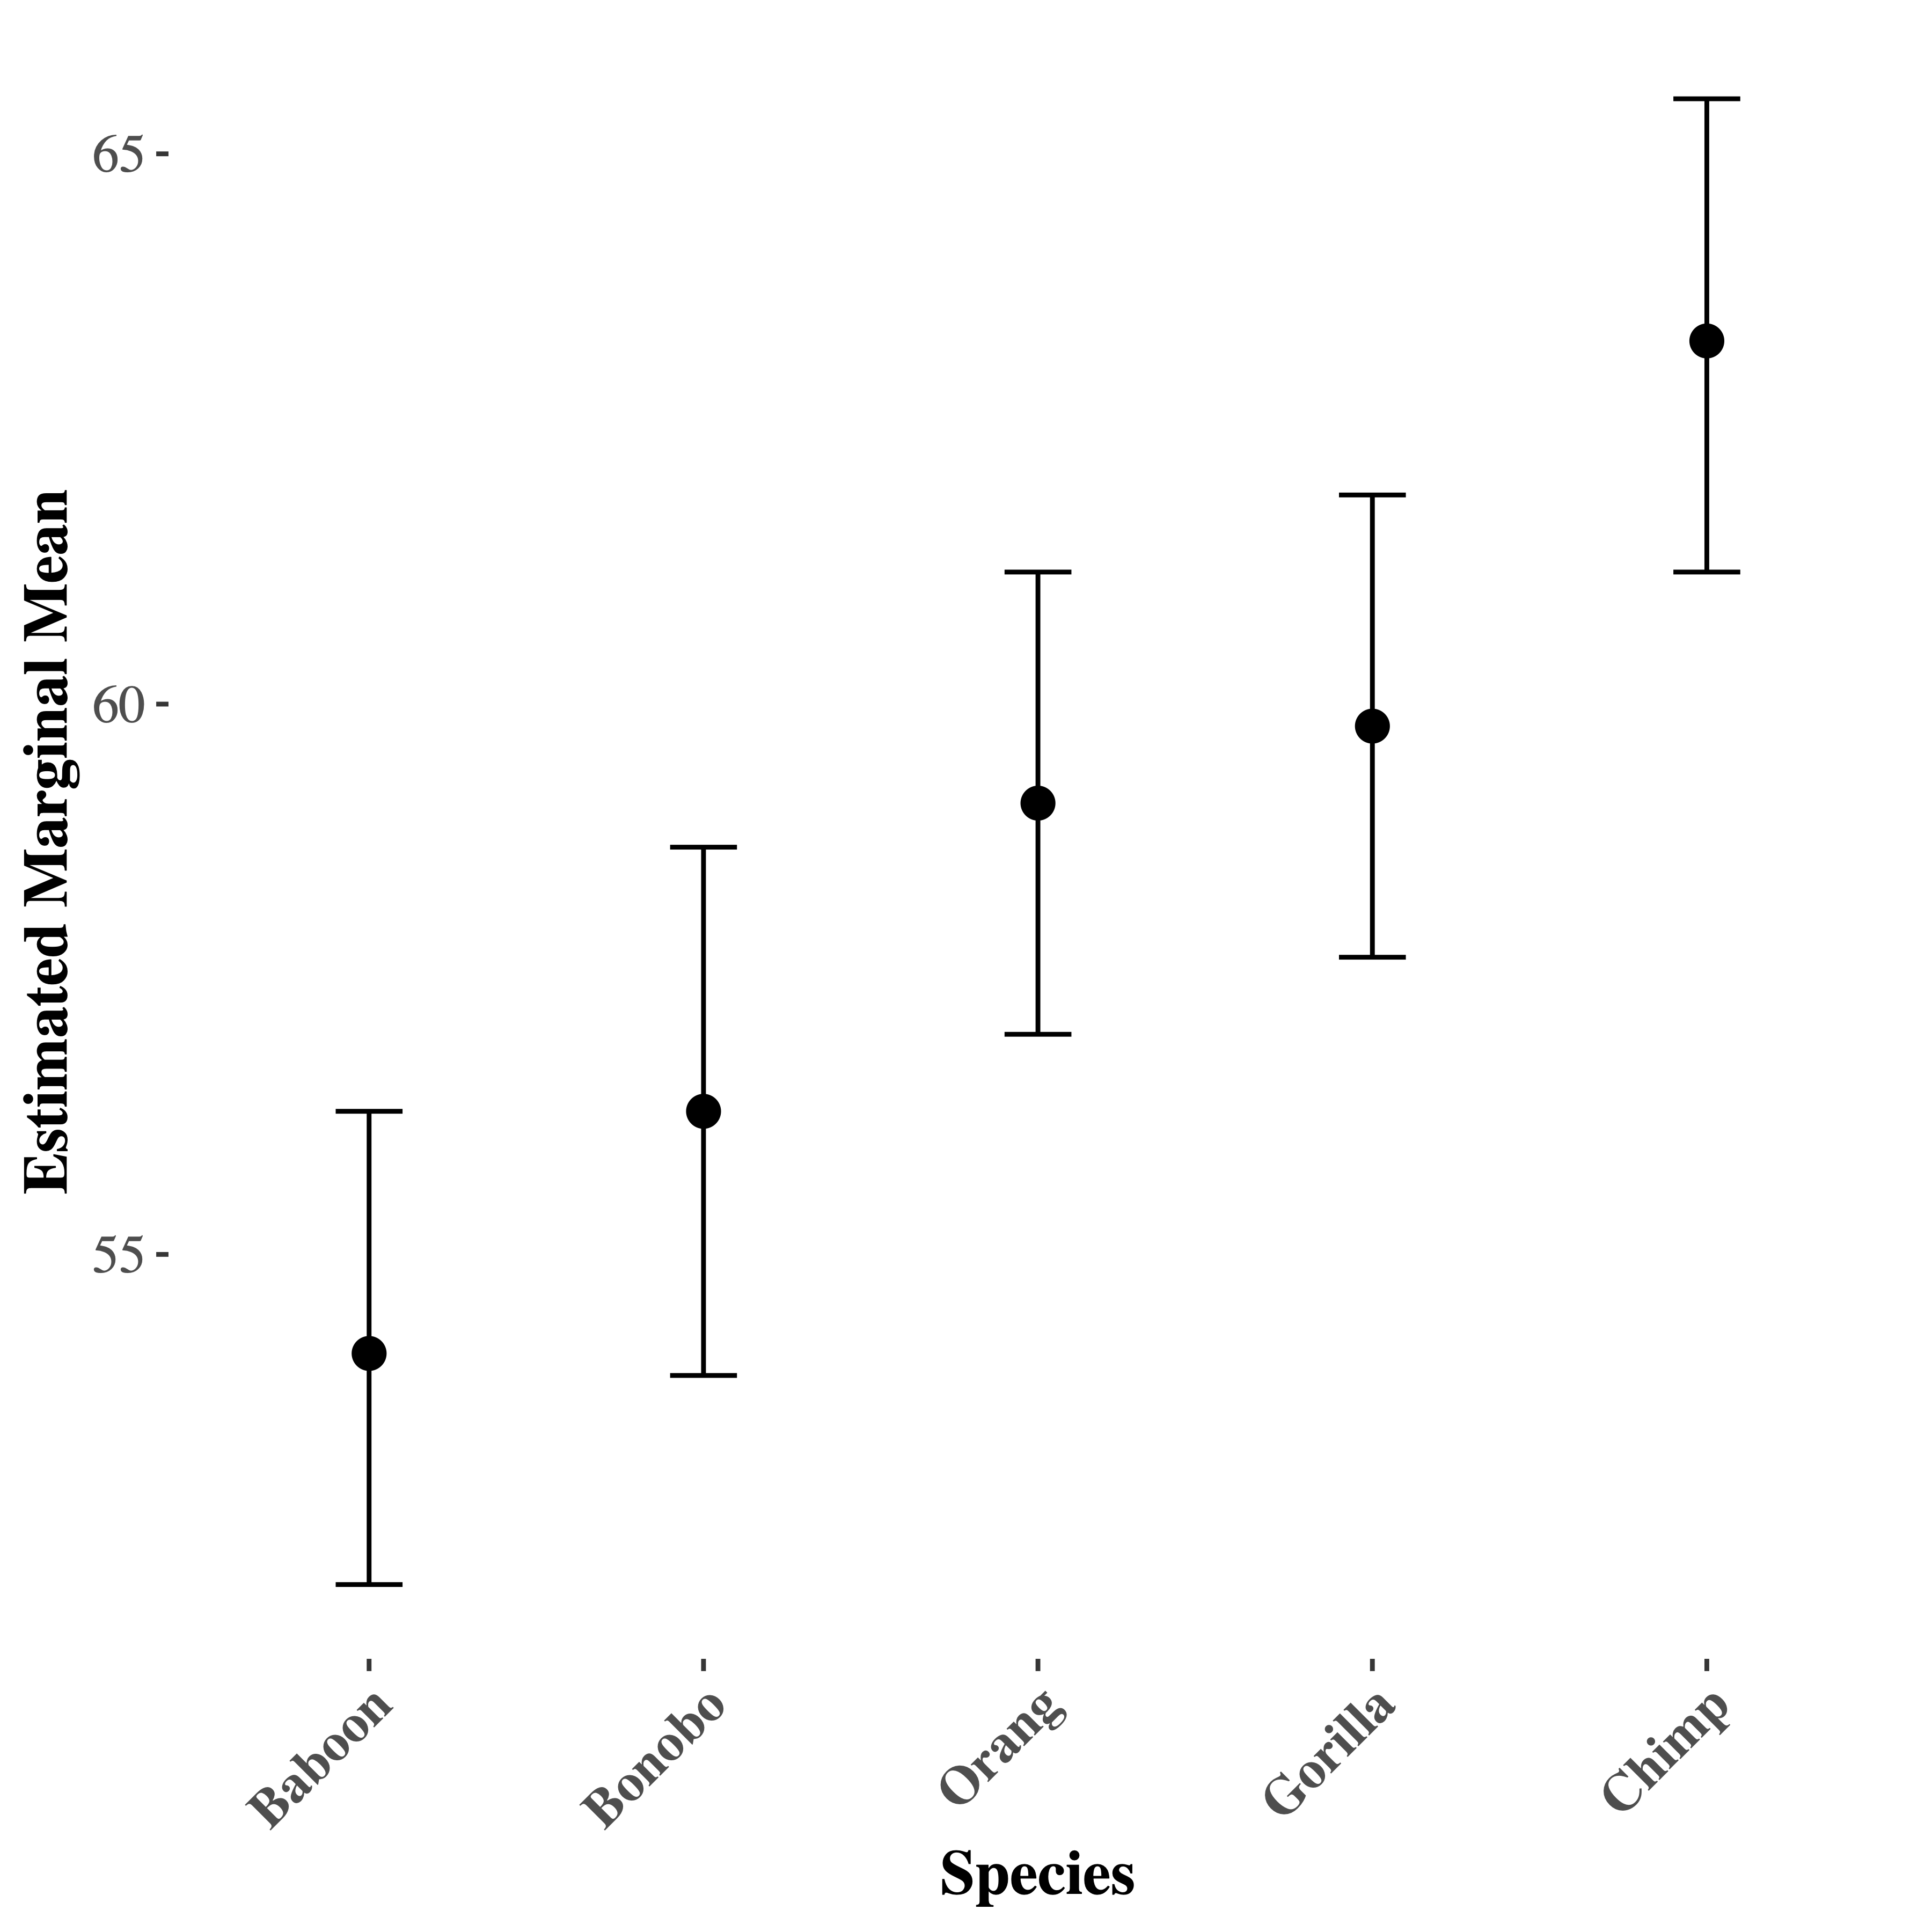 Estimated Marginal Mean
65
60
55
Baboon
Bonobo
Orang
Gorilla
Chimp
Species